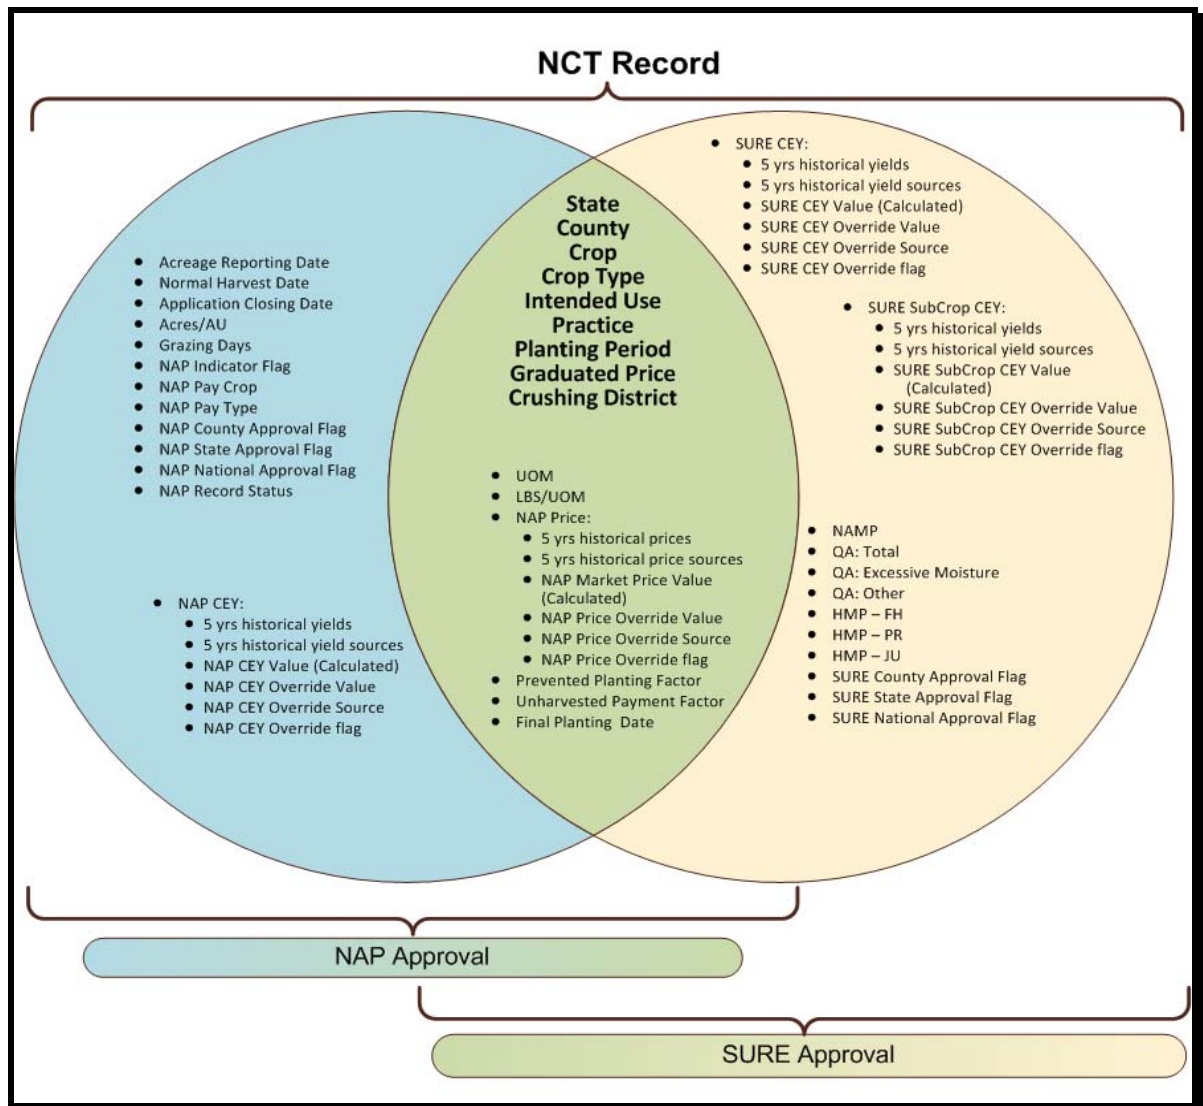 NCT Record
Acreage Reporting Date
Normal Harvest Date
Application Closing Date
Acres/AU
Grazing Days
NAP Indicator Flag
NAP Pay Crop
NAP Pay Type
NAP County Approval Flag
NAP State Approval Flag
NAP National Approval Flag
NAP Record Status
NAP CEY:
5 yrs historical yields
5 yrs historical yield sources
NAP CEY Value (Calculated)
NAP CEY Override Value
NAP CEY Override Source
NAP CEY Override flag
State
County
Crop
Crop Type
Intended Use
Practice
Planting Period
Graduated Price
Crushing District
UOM
LBS/UOM
NAP Price:
5 yrs historical prices
5 yrs historical price sources
NAP Market Price Value
(Calculated)
NAP Price Override Value
NAP Price Override Source
NAP Price Override flag
Prevented Planting Factor
Unharvested Payment Factor
Final Planting Date
SURE CEY:
5 yrs historical yields
5 yrs historical yield sources
SURE CEY Value (Calculated)
SURE CEY Override Value
SURE CEY Override Source
SURE CEY Override flag
SURE SubCrop CEY:
5 yrs historical yields
5 yrs historical yield sources
SURE SubCrop CEY Value
(Calculated)
SURE SubCrop CEY Override Value
SURE SubCrop CEY Override Source
SURE SubCrop CEY Override flag
NAMP
QA: Total
QA: Excessive Moisture
QA: Other
HMP – FH
HMP – PR
HMP – JU
SURE County Approval Flag
SURE State Approval Flag
SURE National Approval Flag
NAP Approval
SURE Approval